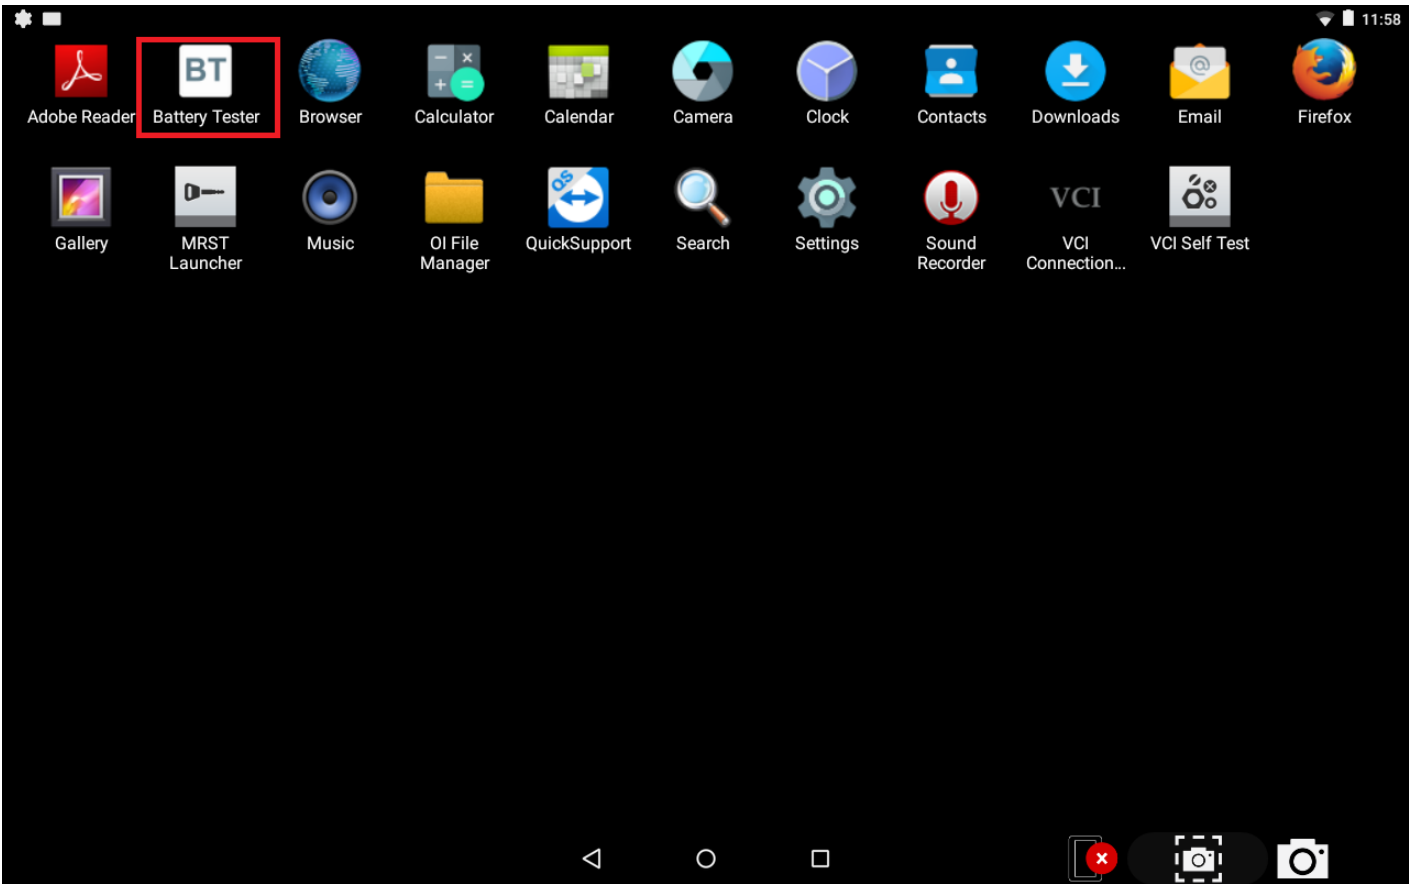 11:58
BT
Adobe Reader
Battery Tester
Browser
Calculator
Calendar
Camera
Clock
Contacts
Downloads
Email
Firefox
QS
VCI
Gallery
MRST
Launcher
Music
OI File
Manager
QuickSupport
Search
Settings
Sound
Recorder
VCI
Connection...
VCI Self Test